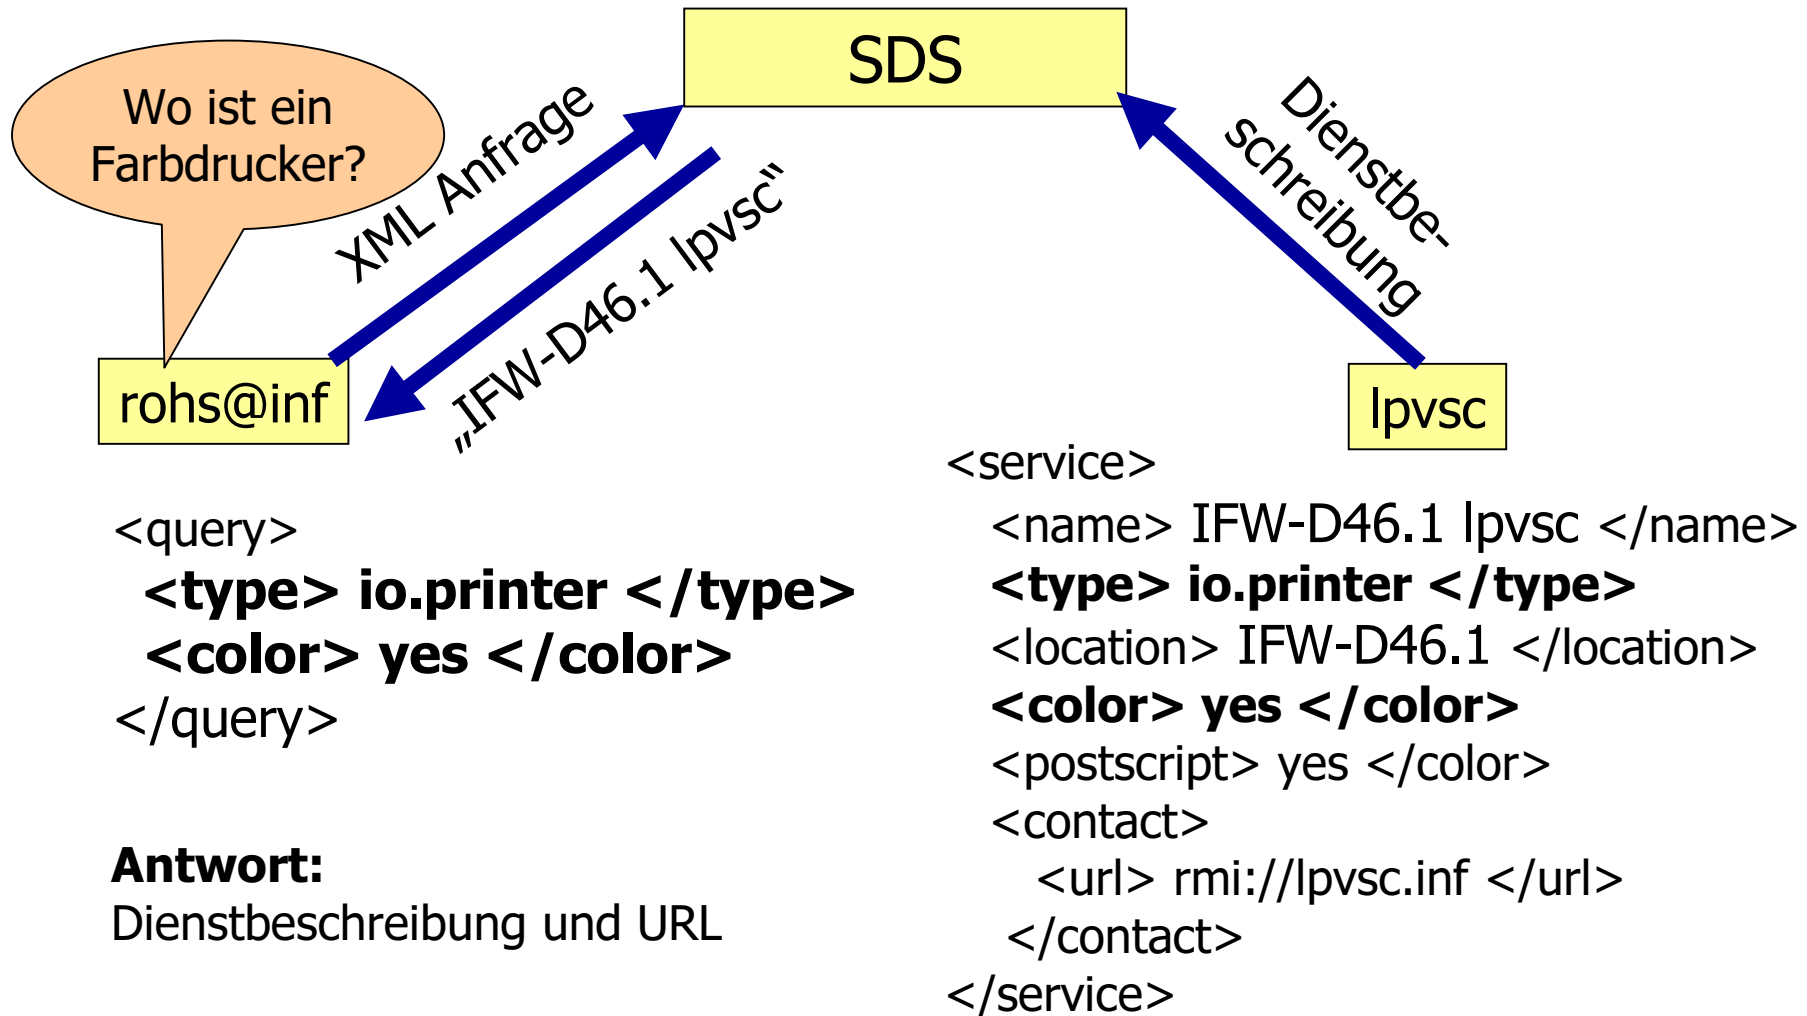 SDS
Wo ist ein
Farbdrucker?
XML Anfrage
„IFW-D46.1 lpvsc“
Dienstbe-
schreibung
rohs@inf
lpvsc
<query>
<type> io.printer </type>
<color> yes </color>
</query>
Antwort:
Dienstbeschreibung und URL
<service>
<name> IFW-D46.1 lpvsc </name>
<type> io.printer </type>
<location> IFW-D46.1 </location>
<color> yes </color>
<postscript> yes </color>
<contact>
<url> rmi://lpvsc.inf </url>
</contact>
</service>